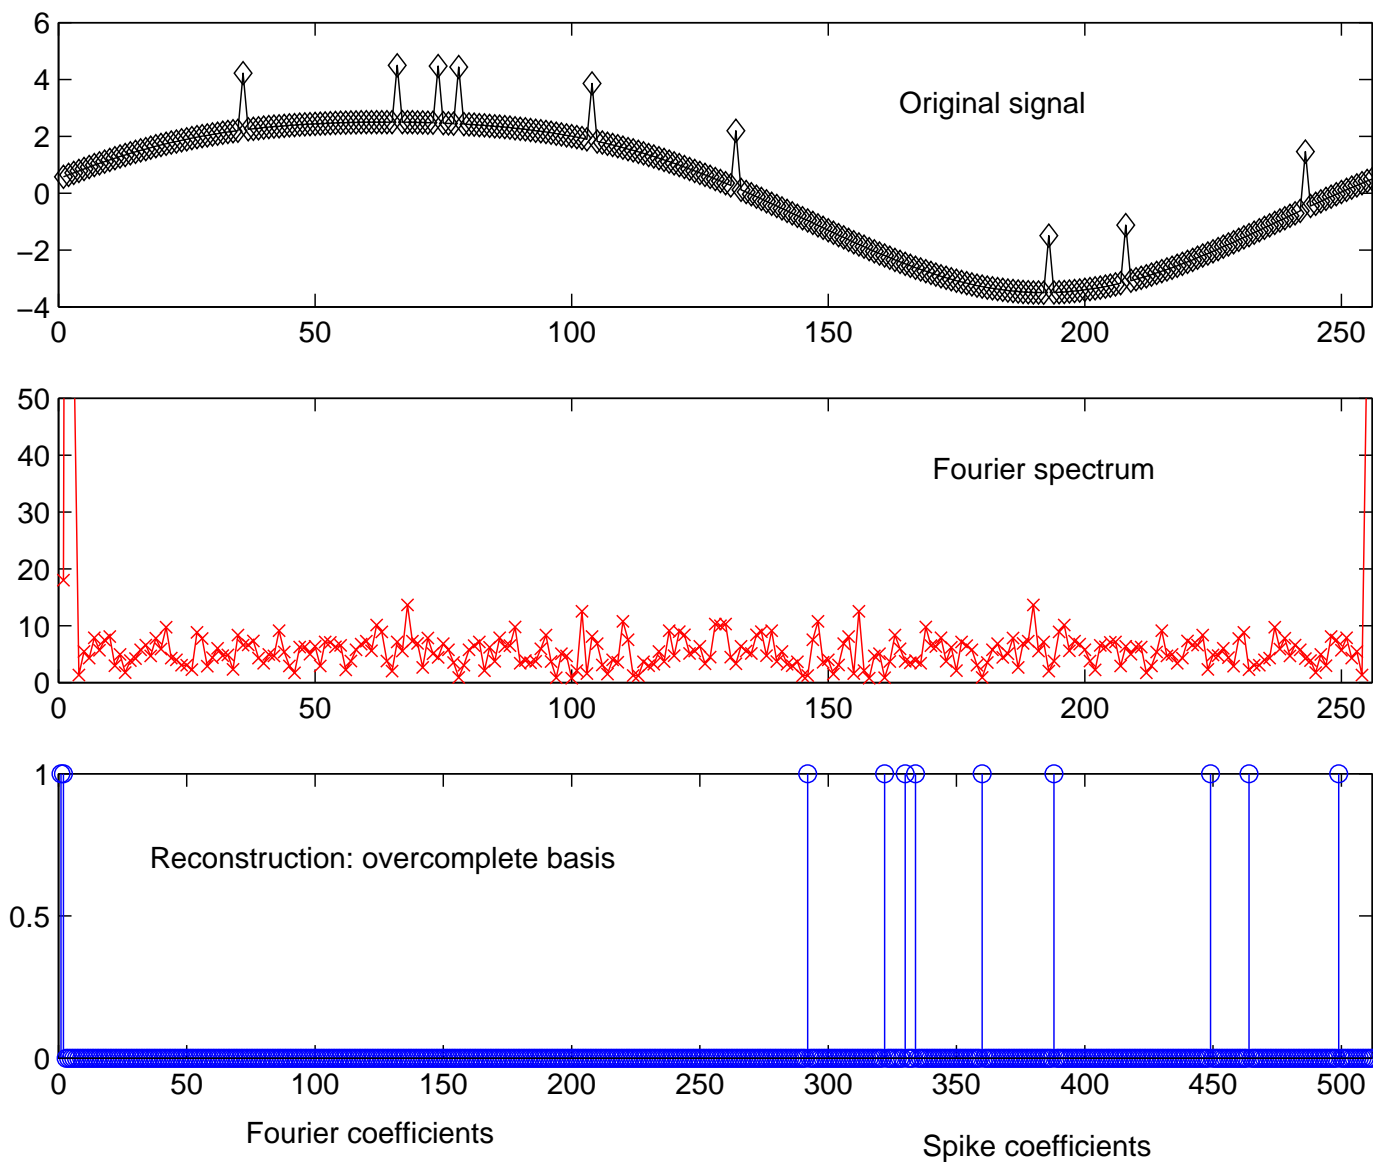 6
4
2
0
−2
−4
0 50 100 150 200 250
Original signal
50
40
30
20
10
0
0 50 100 150 200 250
Fourier spectrum
1
0.5
0
0 50 100 150 200 250 300 350 400 450 500
Reconstruction: overcomplete basis
Fourier coefficients
Spike coefficients